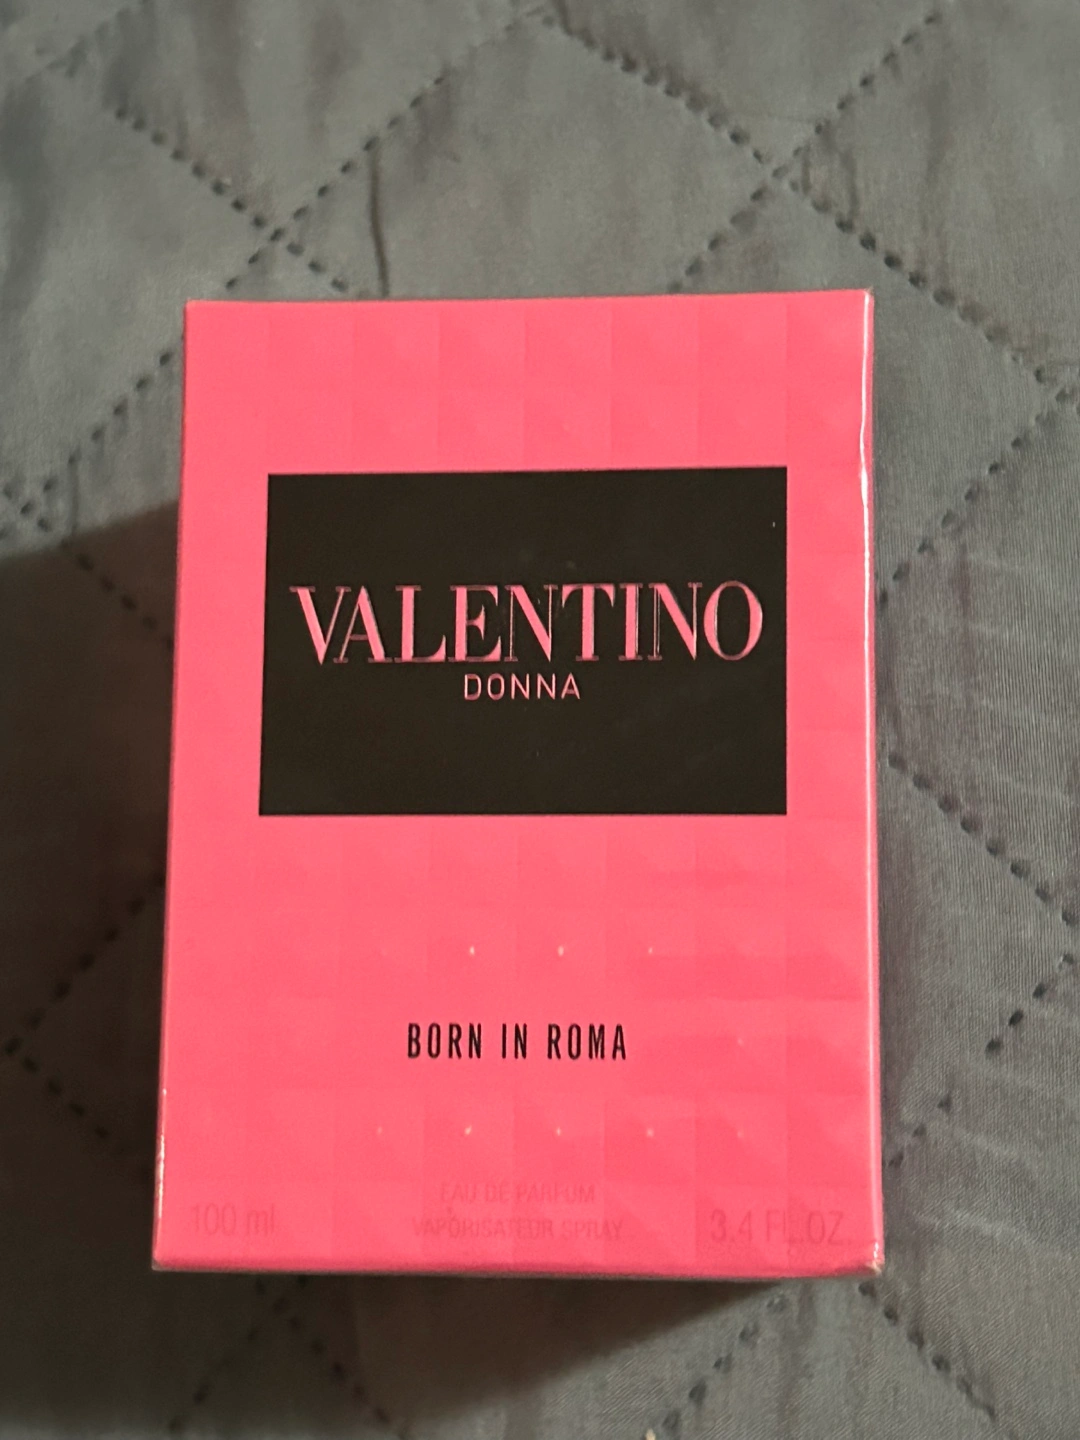 VALENTINO
DONNA
BORN IN ROMA
EAU DE PARFUM
100 ml VAPORISATEUR SPRAY 3.4 FL.OZ.